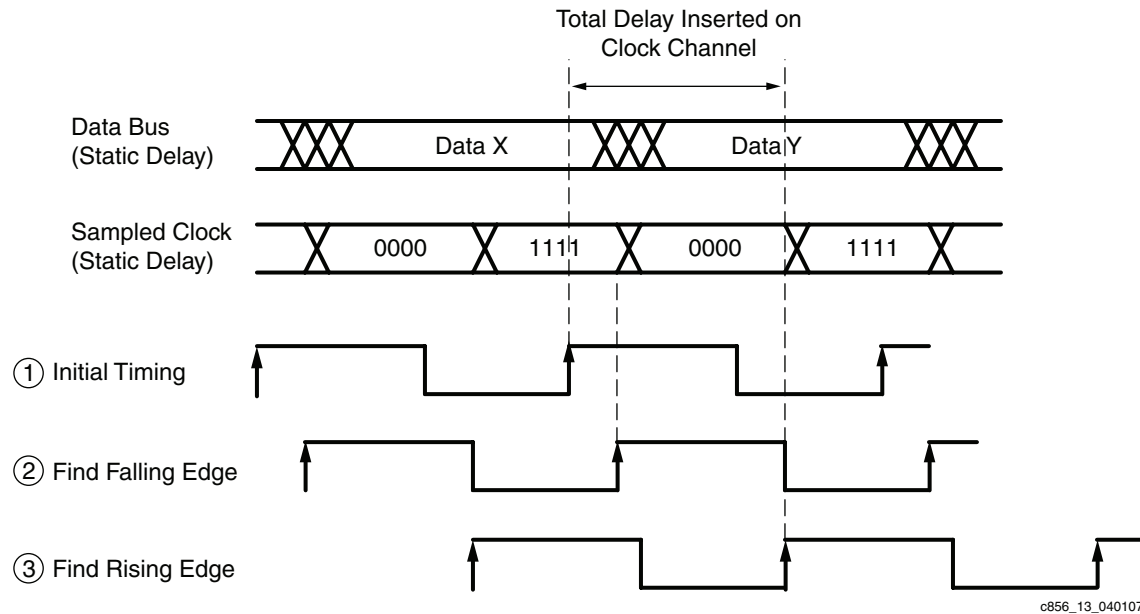 Total Delay Inserted on
Clock Channel
Data Bus
(Static Delay)
Data X
Data Y
Sampled Clock
(Static Delay)
0000
1111
0000
1111
1 Initial Timing
2 Find Falling Edge
3 Find Rising Edge
c856_13_040107